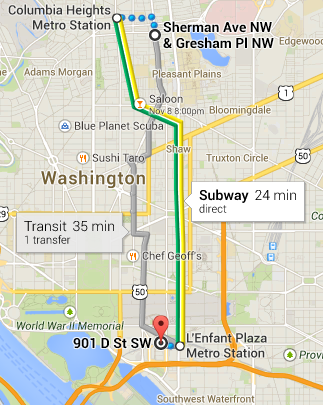 Columbia Heights
Metro Station
Sherman Ave NW
& Gresham Pl NW
Edgewood
Adams Morgan
Pleasant Plains
Saloon
Nov 8 8:00pm
1
Bloomingdale
Blue Planet Scuba
Shaw
50
Sushi Taro
Truxton Circle
Washington
Subway 24 min
direct
29
Transit 35 min
1 transfer
Chef Geoff's
50
50
World War II Memorial
901 D St SW
L'Enfant Plaza
Metro Station
Provi
Southwest Waterfront